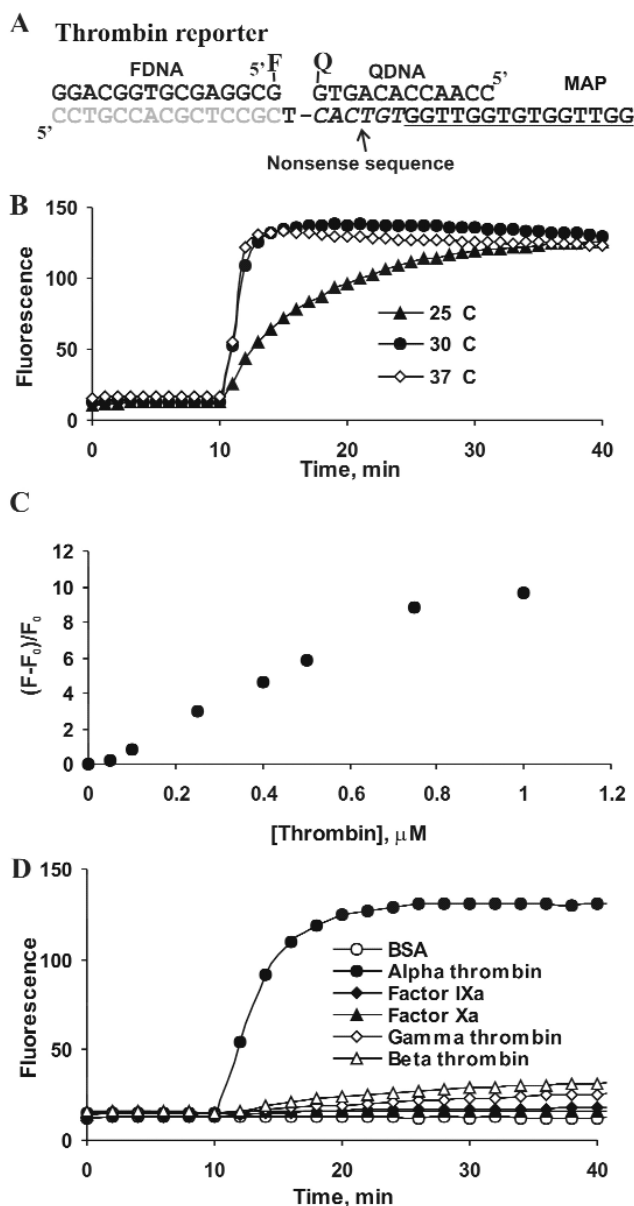 A
Thrombin reporter
FDNA 5' F Q QDNA 5' MAP
GGACGGTGCGAGGCG GTGACACCAACC
CCTGCCACGCTCCGCT-CACTGTGGTTGGTGTGGTTGG
5'
Nonsense sequence
B
150
100
50
0
Fluorescence
25 C
30 C
37 C
0 10 20 30 40
Time, min
C
12
10
8
6
4
2
0
(F-F0)/F0
0 0.2 0.4 0.6 0.8 1 1.2
[Thrombin], μM
D
150
100
50
0
Fluorescence
BSA
Alpha thrombin
Factor IXa
Factor Xa
Gamma thrombin
Beta thrombin
0 10 20 30 40
Time, min